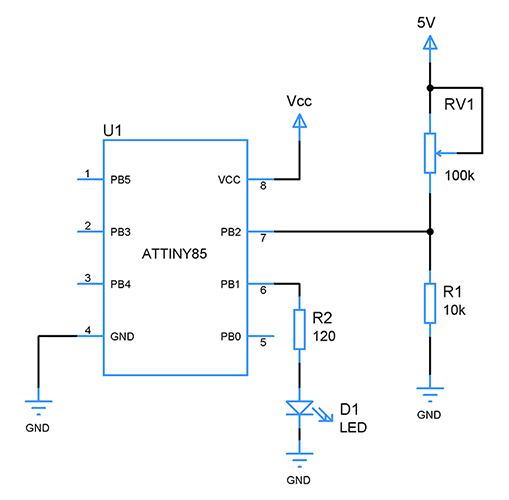 5V
RV1
100k
Vcc
U1
1 PB5 VCC 8
2 PB3 PB2 7
ATTINY85
3 PB4 PB1 6
4 GND PB0 5
R2
120
R1
10k
D1
LED
GND
GND
GND